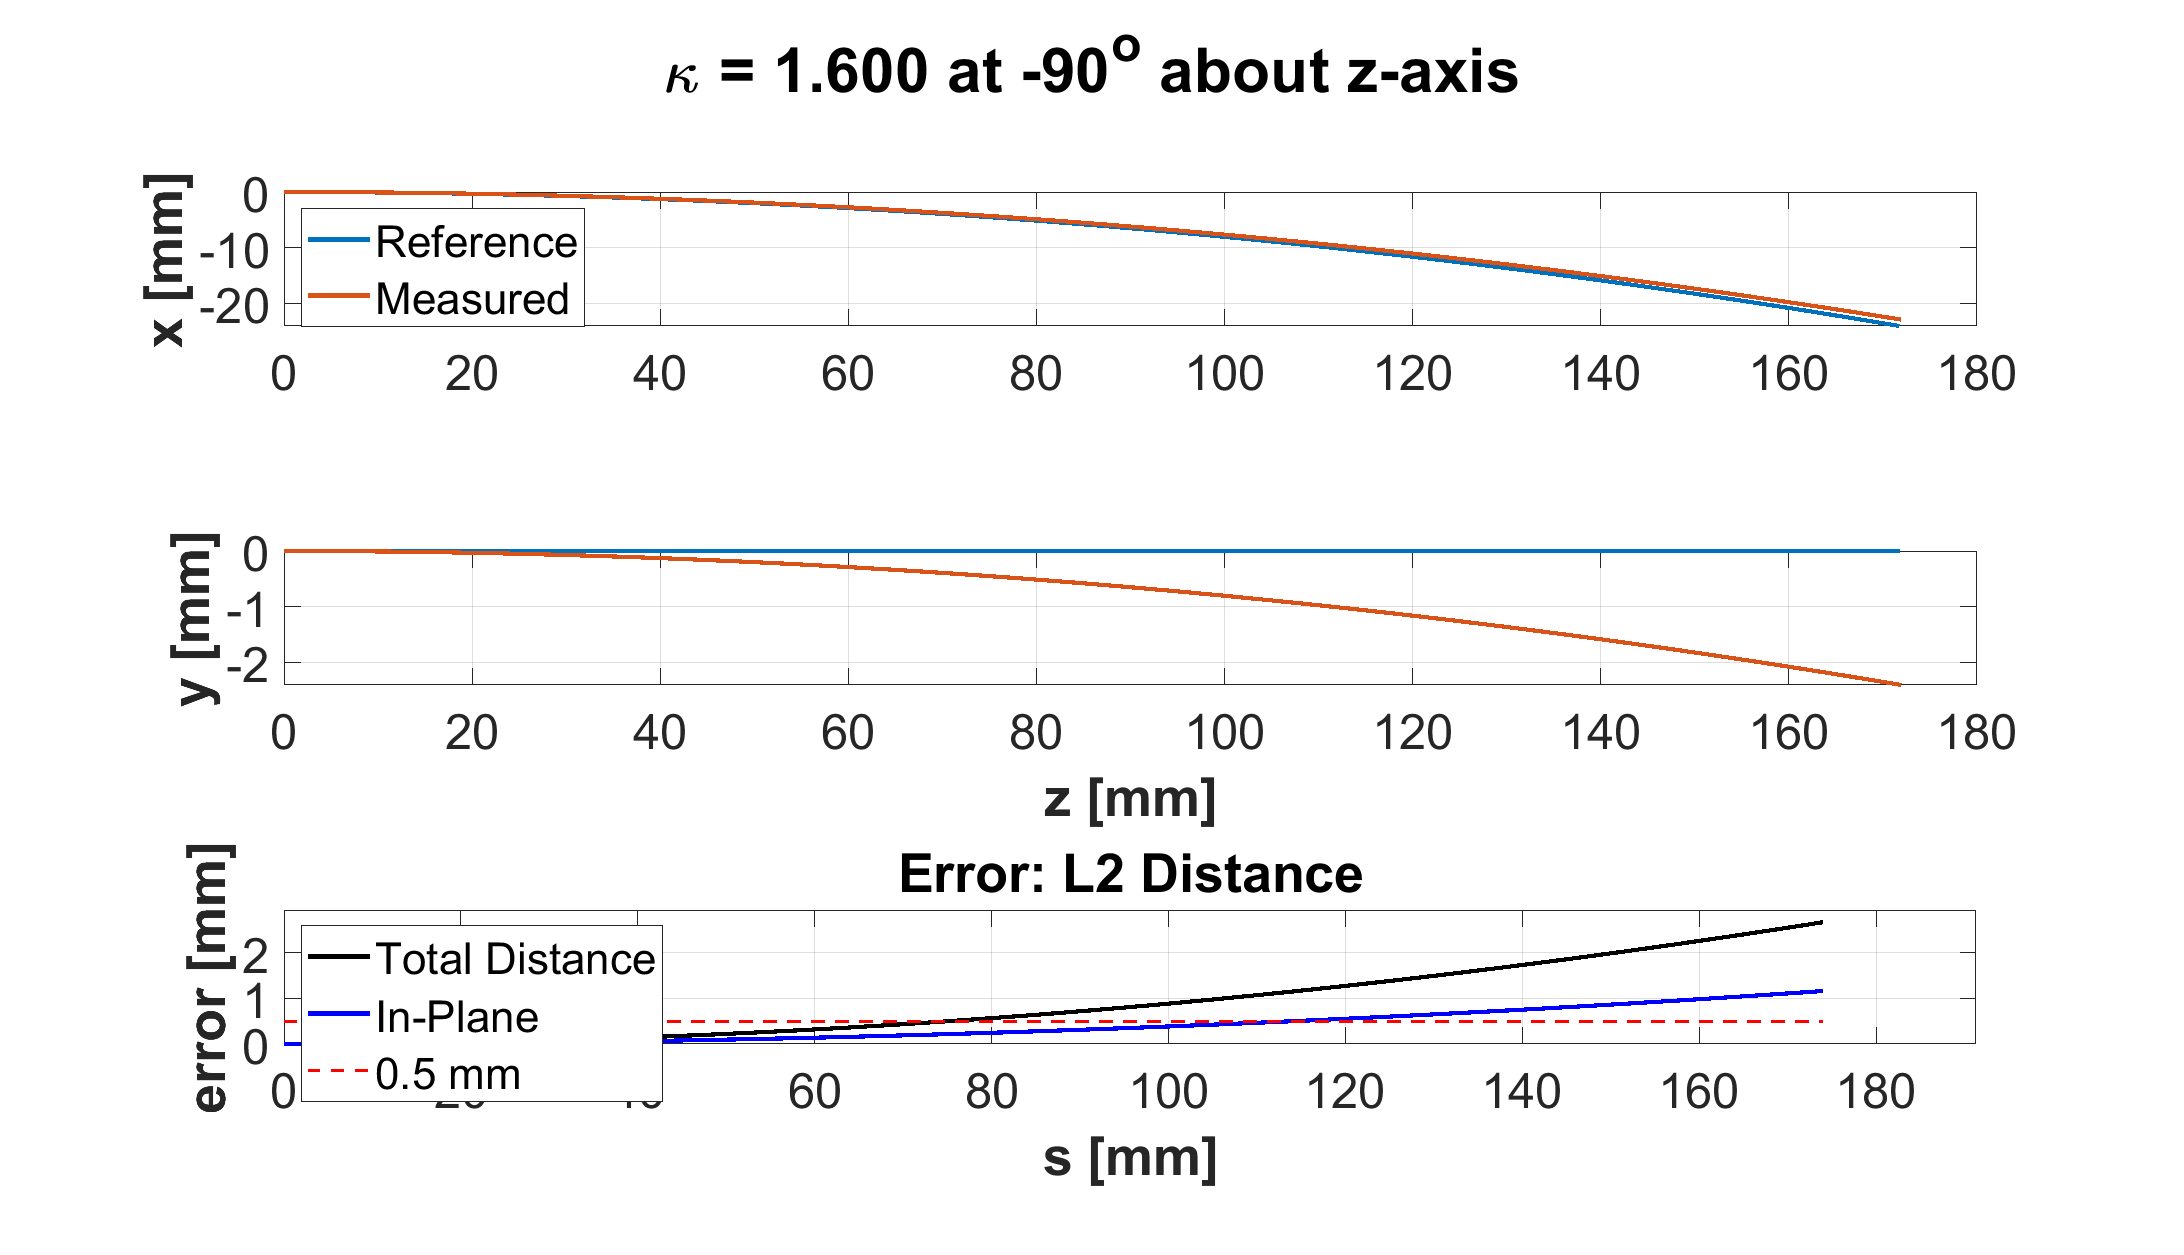 κ = 1.600 at -90° about z-axis
x [mm]
0
-10
-20
Reference
Measured
0 20 40 60 80 100 120 140 160 180
y [mm]
0
-1
-2
0 20 40 60 80 100 120 140 160 180
z [mm]
Error: L2 Distance
error [mm]
2
1
0
Total Distance
In-Plane
0.5 mm
0 60 80 100 120 140 160 180
s [mm]